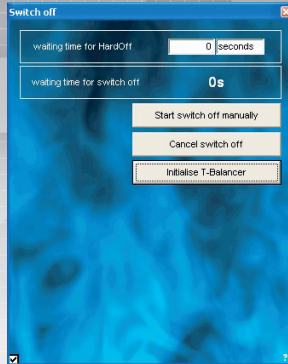 Switch off
waiting time for HardOff 0 seconds
waiting time for switch off 0s
Start switch off manually
Cancel switch off
Initialise T-Balancer
?